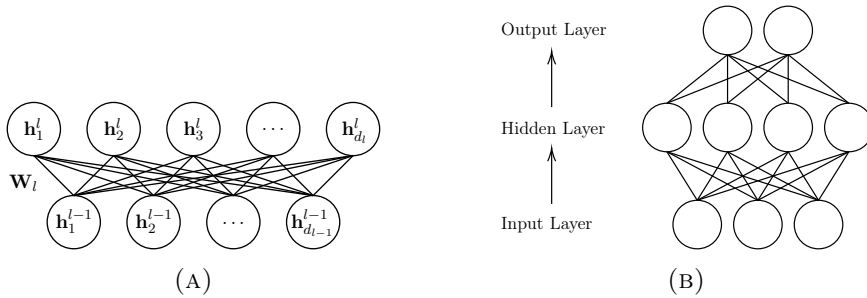 h_1^l h_2^l h_3^l ... h_{d_l}^l
W_l
h_1^{l-1} h_2^{l-1} ... h_{d_{l-1}}^{l-1}
(A)
Output Layer
Hidden Layer
Input Layer
(B)